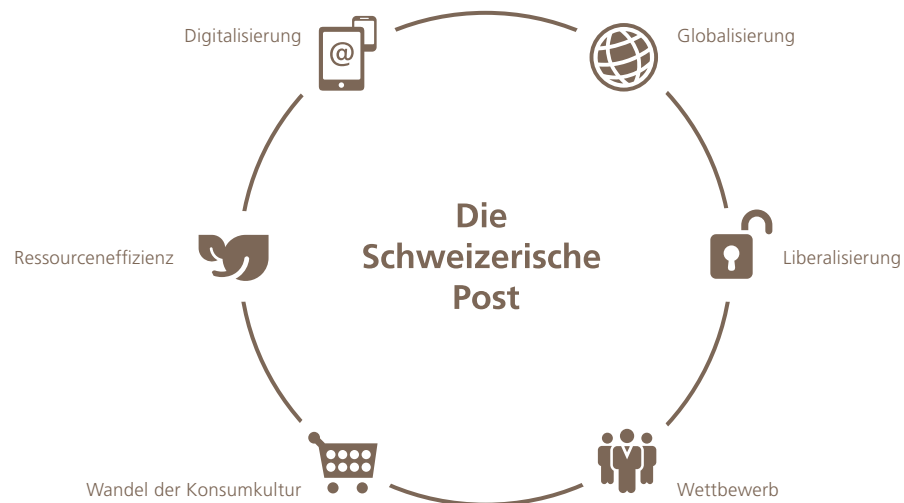 Digitalisierung
Globalisierung
@
Die
Schweizerische
Post
Ressourceneffizienz
Liberalisierung
Wandel der Konsumkultur
Wettbewerb